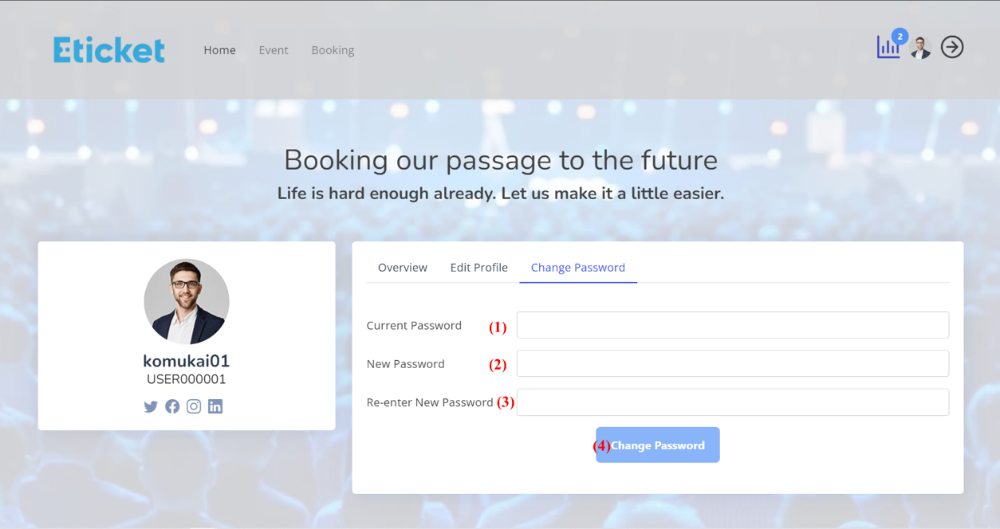 Eticket Home Event Booking 2
Booking our passage to the future
Life is hard enough already. Let us make it a little easier.
komukai01
USER000001
Overview Edit Profile Change Password
Current Password (1)
New Password (2)
Re-enter New Password (3)
(4) Change Password